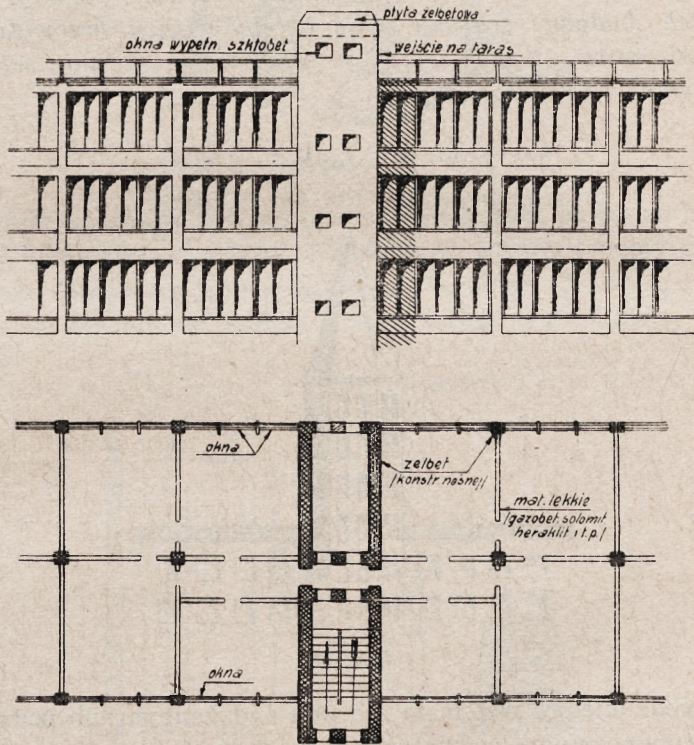 płyta żelbetowa
okna wypełn. szkłobet
wejście na taras
okna
żelbet
/konstr. nośnej/
mat. lekkie
/gazobet. solomit.
heraklit i t.p./
okna